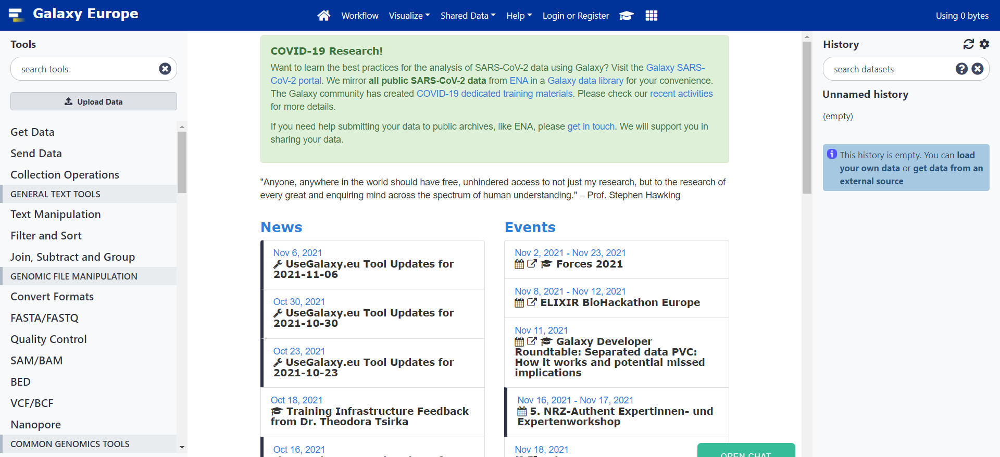 Galaxy Europe
Workflow
Visualize
Shared Data
Help
Login or Register
Using 0 bytes
Tools
search tools
Upload Data
Get Data
Send Data
Collection Operations
GENERAL TEXT TOOLS
Text Manipulation
Filter and Sort
Join, Subtract and Group
GENOMIC FILE MANIPULATION
Convert Formats
FASTA/FASTQ
Quality Control
SAM/BAM
BED
VCF/BCF
Nanopore
COMMON GENOMICS TOOLS
COVID-19 Research!
Want to learn the best practices for the analysis of SARS-CoV-2 data using Galaxy? Visit the Galaxy SARS-
CoV-2 portal. We mirror all public SARS-CoV-2 data from ENA in a Galaxy data library for your convenience.
The Galaxy community has created COVID-19 dedicated training materials. Please check our recent activities
for more details.
If you need help submitting your data to public archives, like ENA, please get in touch. We will support you in
sharing your data.
"Anyone, anywhere in the world should have free, unhindered access to not just my research, but to the research of
every great and enquiring mind across the spectrum of human understanding." – Prof. Stephen Hawking
News
Nov 6, 2021
UseGalaxy.eu Tool Updates for
2021-11-06
Oct 30, 2021
UseGalaxy.eu Tool Updates for
2021-10-30
Oct 23, 2021
UseGalaxy.eu Tool Updates for
2021-10-23
Oct 18, 2021
Training Infrastructure Feedback
from Dr. Theodora Tsirka
Oct 16, 2021
Events
Nov 2, 2021 - Nov 23, 2021
Forces 2021
Nov 8, 2021 - Nov 12, 2021
ELIXIR BioHackathon Europe
Nov 11, 2021
Galaxy Developer
Roundtable: Separated data PVC:
How it works and potential missed
implications
Nov 16, 2021 - Nov 17, 2021
5. NRZ-Authent Expertinnen- und
Expertenworkshop
Nov 18, 2021
OPEN CHAT
History
search datasets
Unnamed history
(empty)
This history is empty. You can load
your own data or get data from an
external source